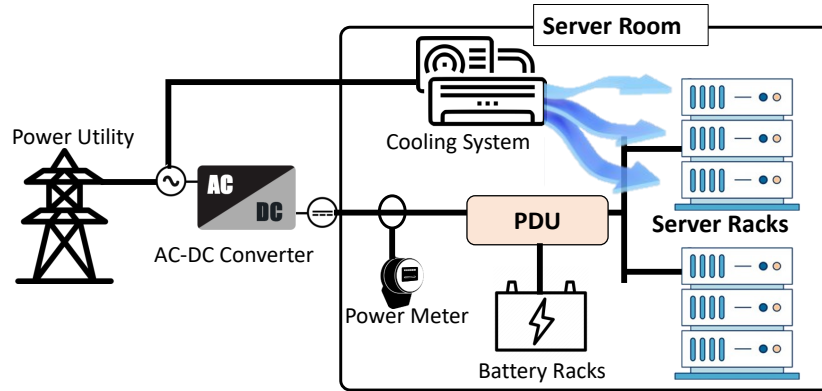 Server Room
Power Utility
Cooling System
AC
DC
PDU
Server Racks
AC-DC Converter
Power Meter
Battery Racks